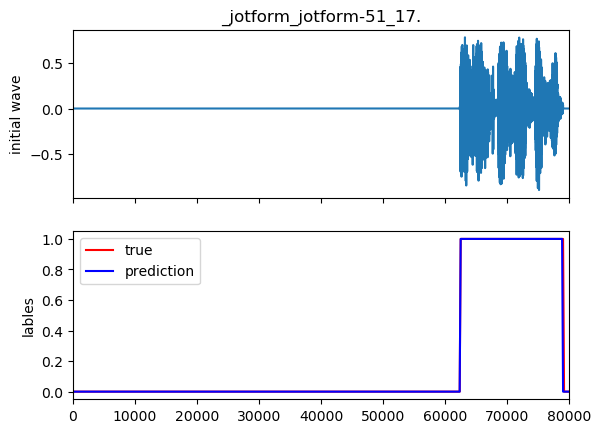 _jotform_jotform-51_17.
initial wave
0.5
0.0
−0.5
lables
1.0
0.8
0.6
0.4
0.2
0.0
true
prediction
0 10000 20000 30000 40000 50000 60000 70000 80000